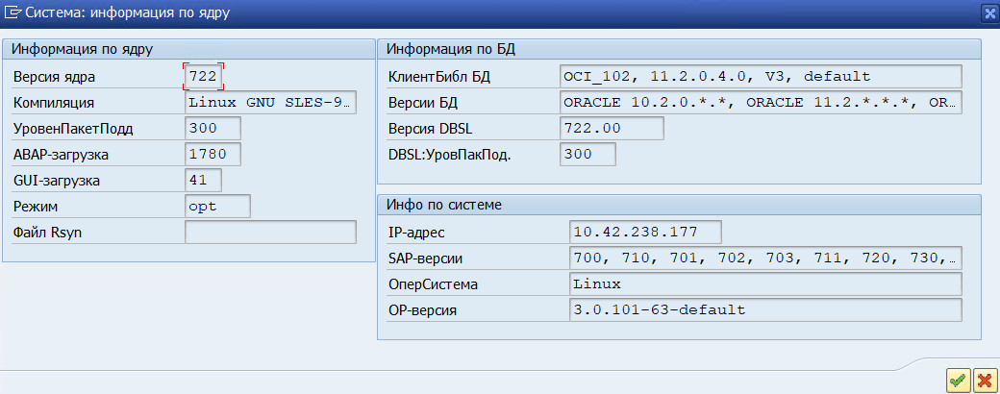 Система: информация по ядру
Информация по ядру
Версия ядра 722
Компиляция Linux GNU SLES-9…
УровенПакетПодд 300
ABAP-загрузка 1780
GUI-загрузка 41
Режим opt
Файл Rsyn
Информация по БД
КлиентБибл БД OCI_102, 11.2.0.4.0, V3, default
Версии БД ORACLE 10.2.0.*.*, ORACLE 11.2.*.*.*, OR…
Версия DBSL 722.00
DBSL:УровПакПод. 300
Инфо по системе
IP-адрес 10.42.238.177
SAP-версии 700, 710, 701, 702, 703, 711, 720, 730,…
ОперСистема Linux
ОР-версия 3.0.101-63-default